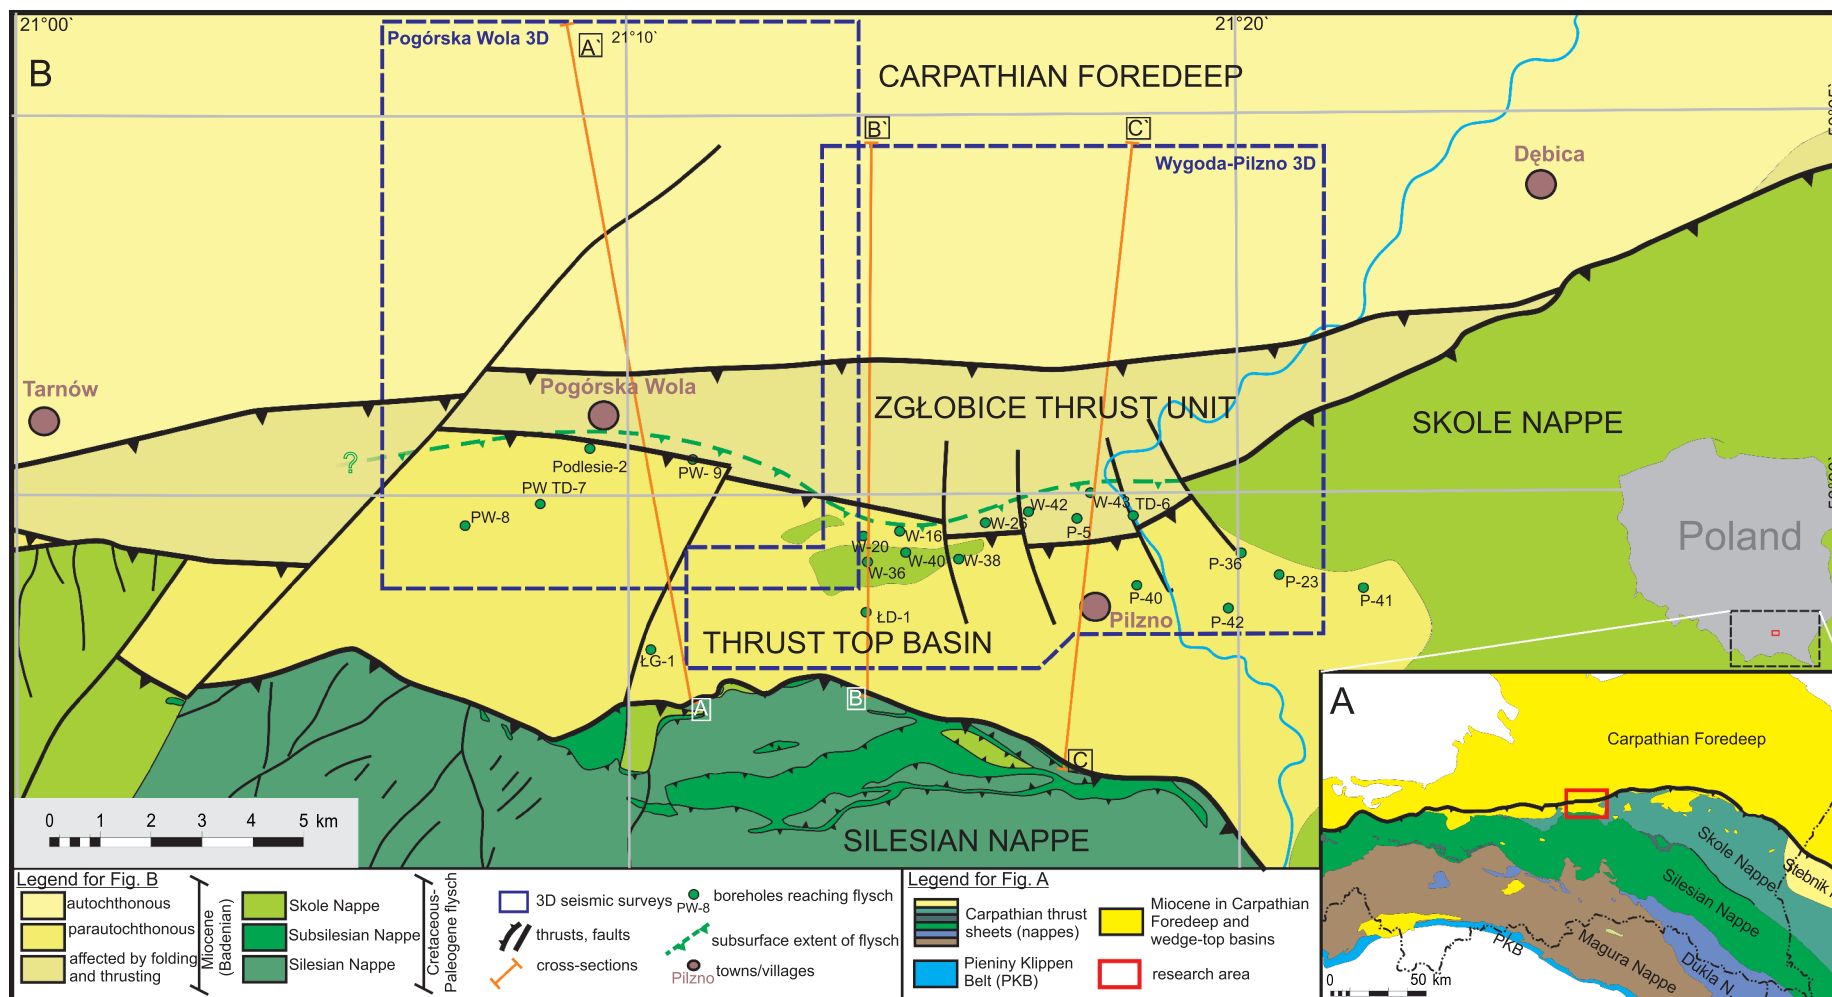 21°00`
21°10`
21°20`
B
Pogórska Wola 3D
A`
CARPATHIAN FOREDEEP
B`
C`
Wygoda-Pilzno 3D
Dębica
Tarnów
Pogórska Wola
ZGŁOBICE THRUST UNIT
SKOLE NAPPE
?
Podlesie-2
PW- 9
PW TD-7
PW-8
W-42
W-43
TD-6
W-26
P-5
W-16
W-20
W-40
W-38
W-36
P-36
P-23
P-40
P-41
P-42
ŁD-1
Pilzno
THRUST TOP BASIN
ŁG-1
A
B
C
SILESIAN NAPPE
Poland
0 1 2 3 4 5 km
A
Carpathian Foredeep
Skole Nappe
Stebnik
Silesian Nappe
Magura Nappe
Dukla N.
PKB
0 50 km
Legend for Fig. B
autochthonous
parautochthonous
affected by folding
and thrusting
Miocene
(Badenian)
Skole Nappe
Subsilesian Nappe
Silesian Nappe
Cretaceous-
Paleogene flysch
3D seismic surveys
thrusts, faults
cross-sections
PW-8
boreholes reaching flysch
subsurface extent of flysch
Pilzno
towns/villages
Legend for Fig. A
Carpathian thrust
sheets (nappes)
Pieniny Klippen
Belt (PKB)
Miocene in Carpathian
Foredeep and
wedge-top basins
research area